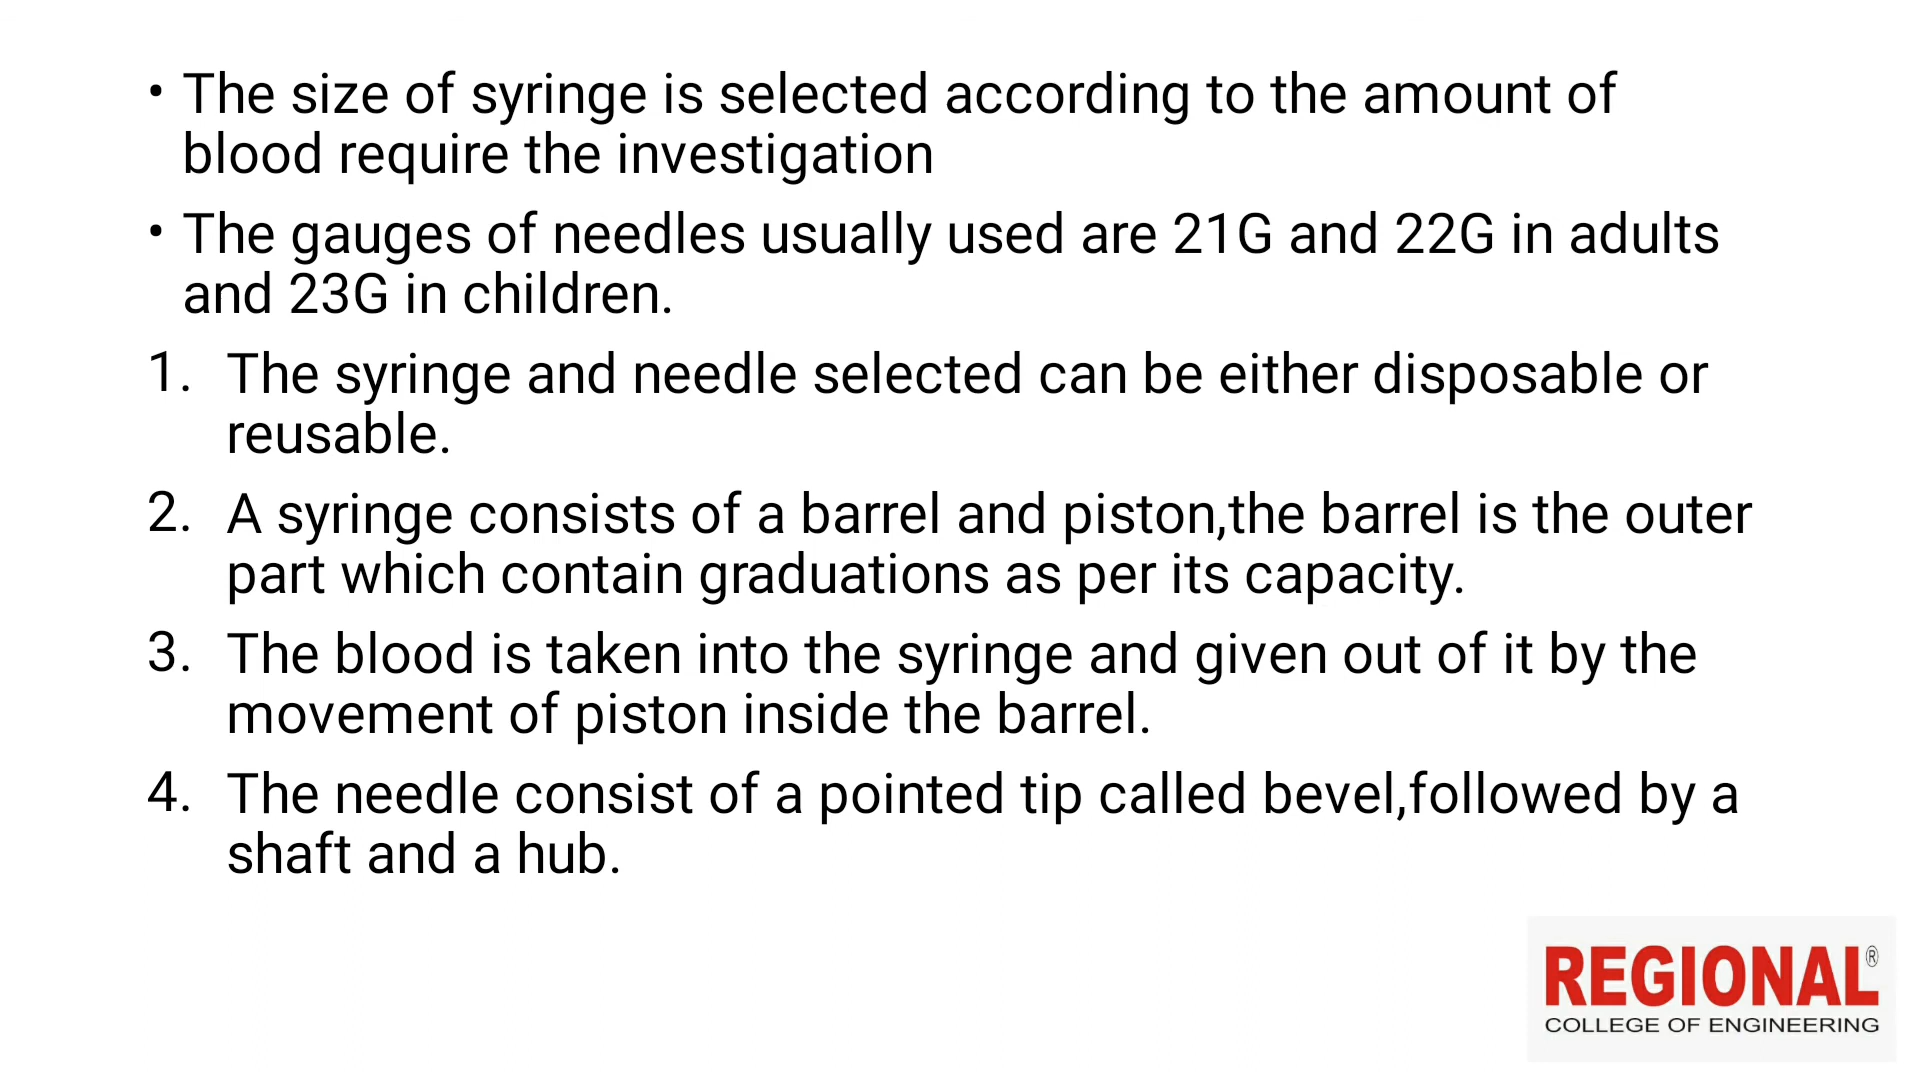 • The size of syringe is selected according to the amount of
blood require the investigation
• The gauges of needles usually used are 21G and 22G in adults
and 23G in children.
1. The syringe and needle selected can be either disposable or
reusable.
2. A syringe consists of a barrel and piston,the barrel is the outer
part which contain graduations as per its capacity.
3. The blood is taken into the syringe and given out of it by the
movement of piston inside the barrel.
4. The needle consist of a pointed tip called bevel,followed by a
shaft and a hub.
REGIONAL®
COLLEGE OF ENGINEERING